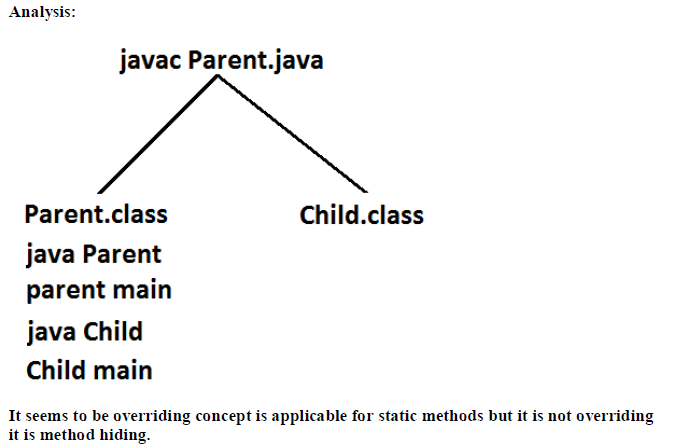 Analysis:
javac Parent.java
Parent.class
Child.class
java Parent
parent main
java Child
Child main
It seems to be overriding concept is applicable for static methods but it is not overriding
it is method hiding.